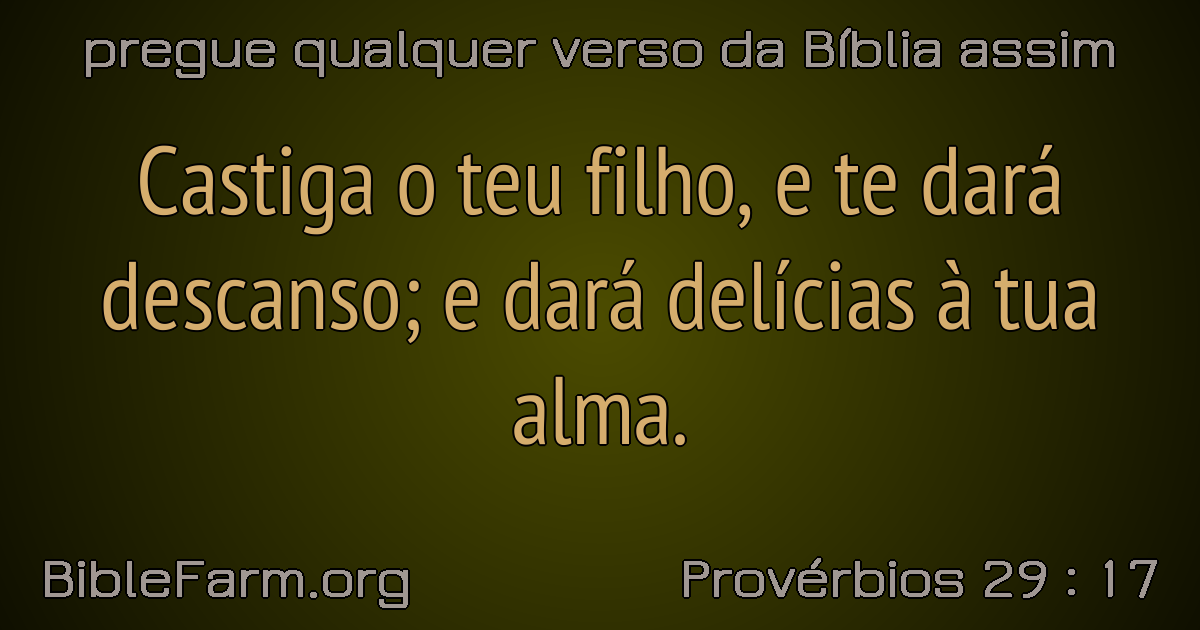 pregue qualquer verso da Bíblia assim
Castiga o teu filho, e te dará
descanso; e dará delícias à tua
alma.
BibleFarm.org
Provérbios 29 : 17